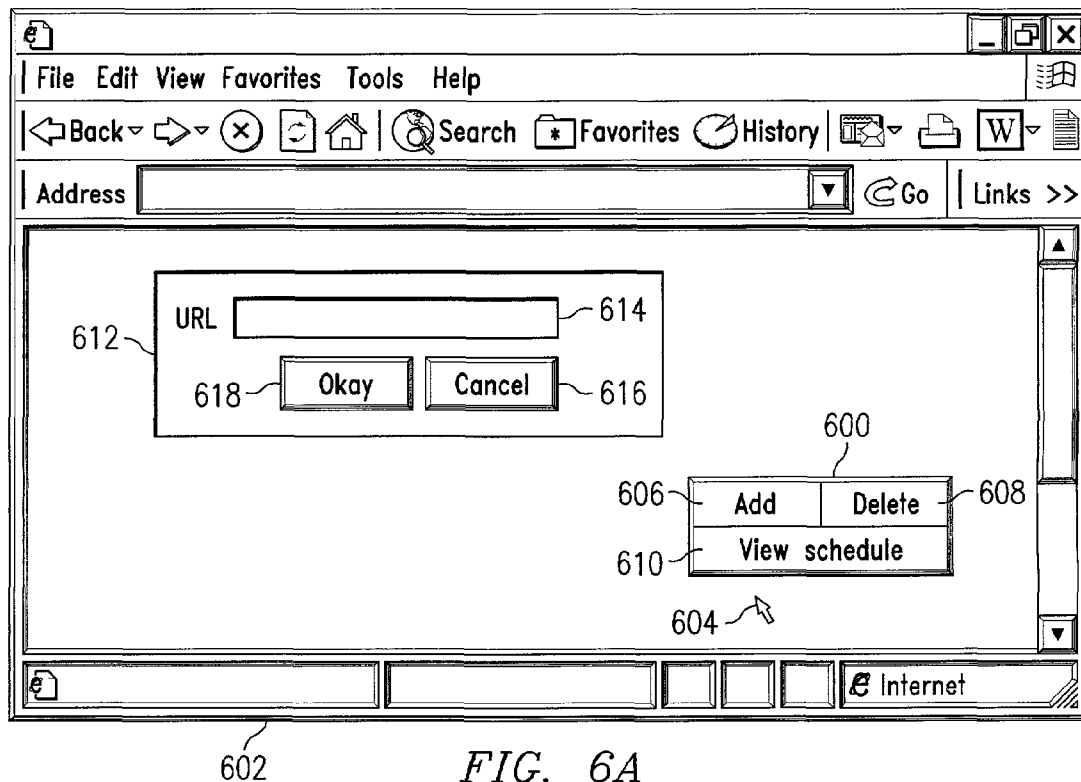 File Edit View Favorites Tools Help
Back Search Favorites History W
Address Go Links >>
URL 614
612
618 Okay Cancel 616
600
606 Add Delete 608
610 View schedule
604
e Internet
602 FIG. 6A